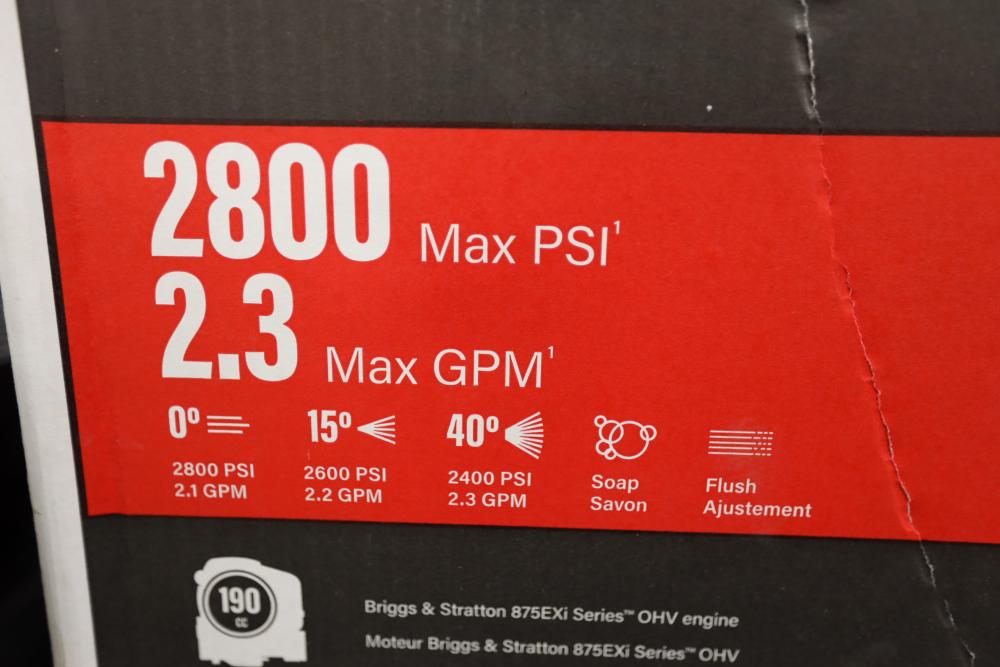 2800 Max PSI¹
2.3 Max GPM¹
0º 15º 40º
2800 PSI 2600 PSI 2400 PSI Soap Flush
2.1 GPM 2.2 GPM 2.3 GPM Savon Ajustement
190
cc
Briggs & Stratton 875EXi Series™ OHV engine
Moteur Briggs & Stratton 875EXi Series™ OHV